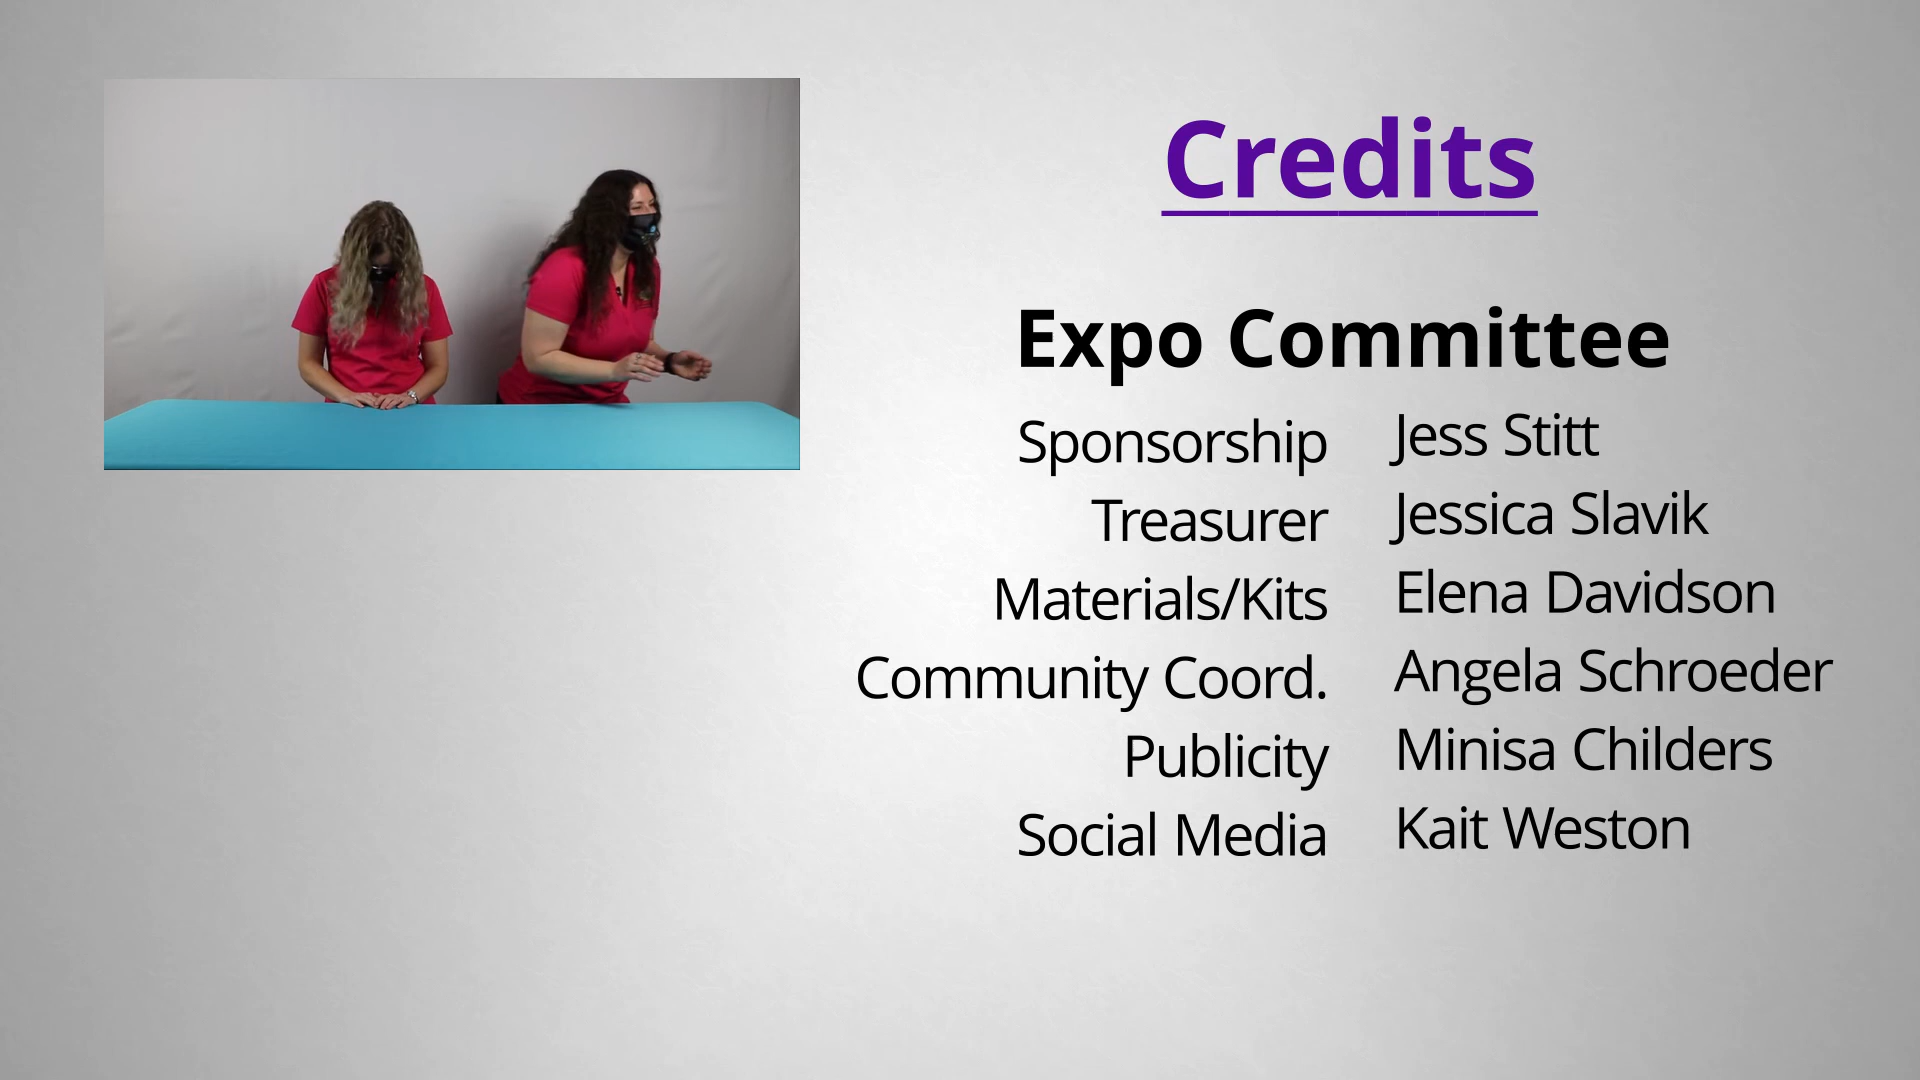 Credits
Expo Committee
Sponsorship Jess Stitt
Treasurer Jessica Slavik
Materials/Kits Elena Davidson
Community Coord. Angela Schroeder
Publicity Minisa Childers
Social Media Kait Weston